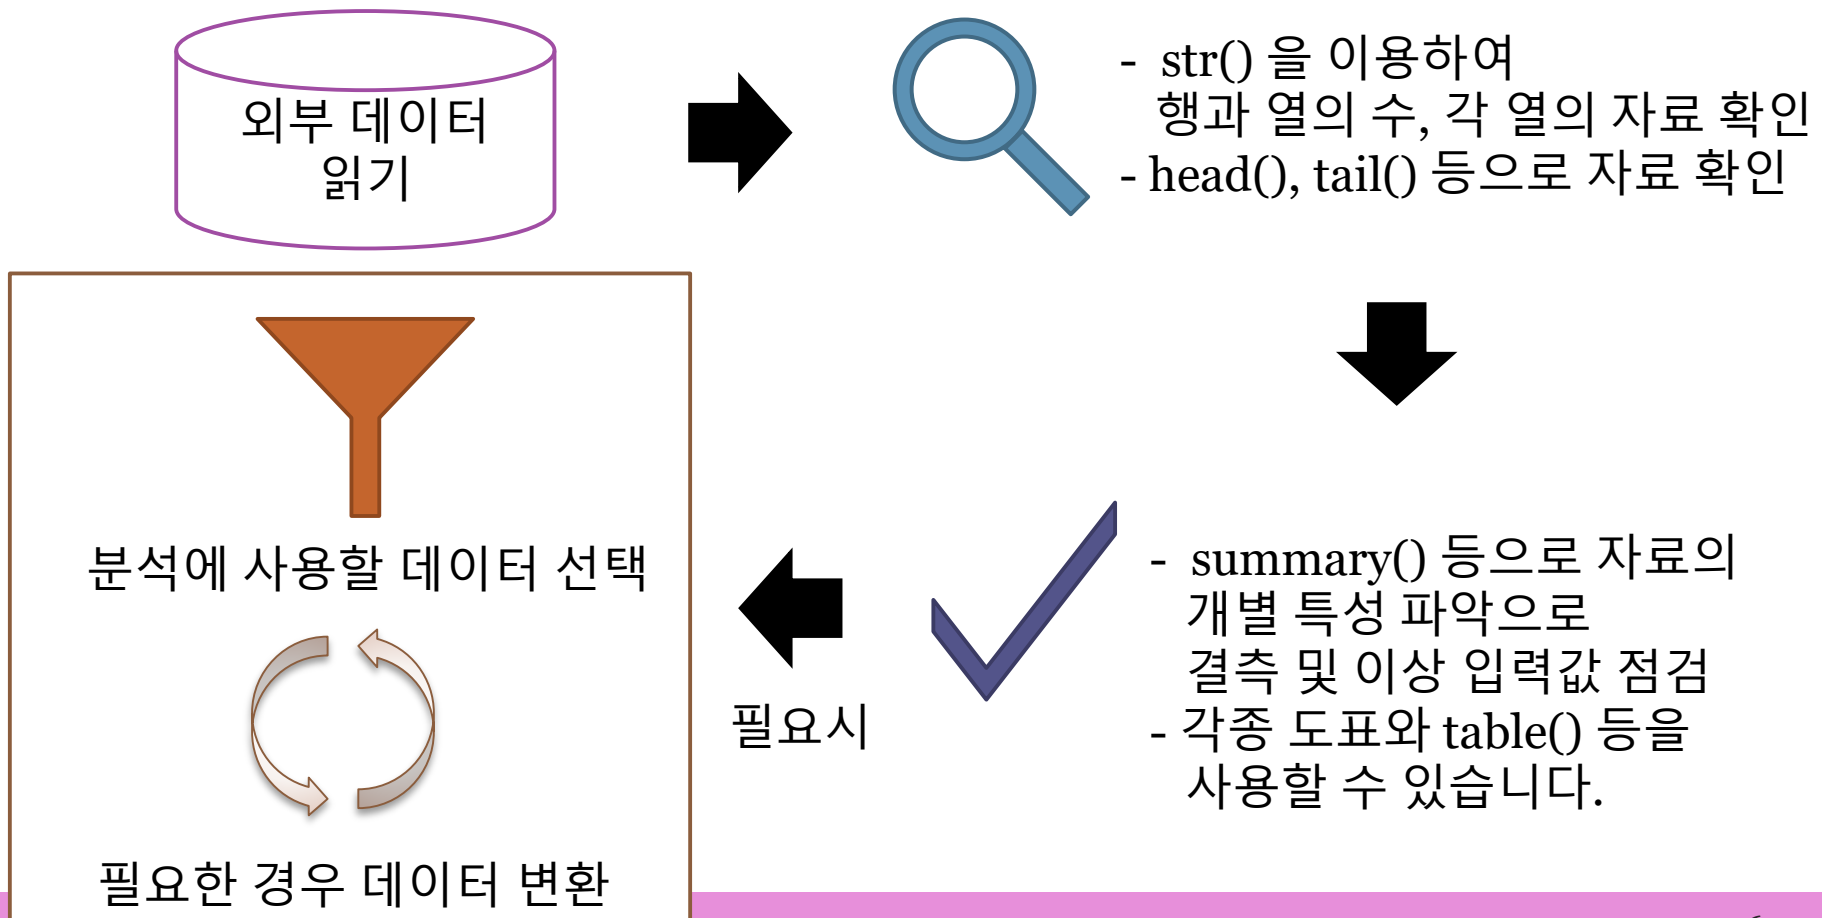 외부 데이터
읽기
- str() 을 이용하여
행과 열의 수, 각 열의 자료 확인
- head(), tail() 등으로 자료 확인
- summary() 등으로 자료의
개별 특성 파악으로
결측 및 이상 입력값 점검
- 각종 도표와 table() 등을
사용할 수 있습니다.
필요시
분석에 사용할 데이터 선택
필요한 경우 데이터 변환